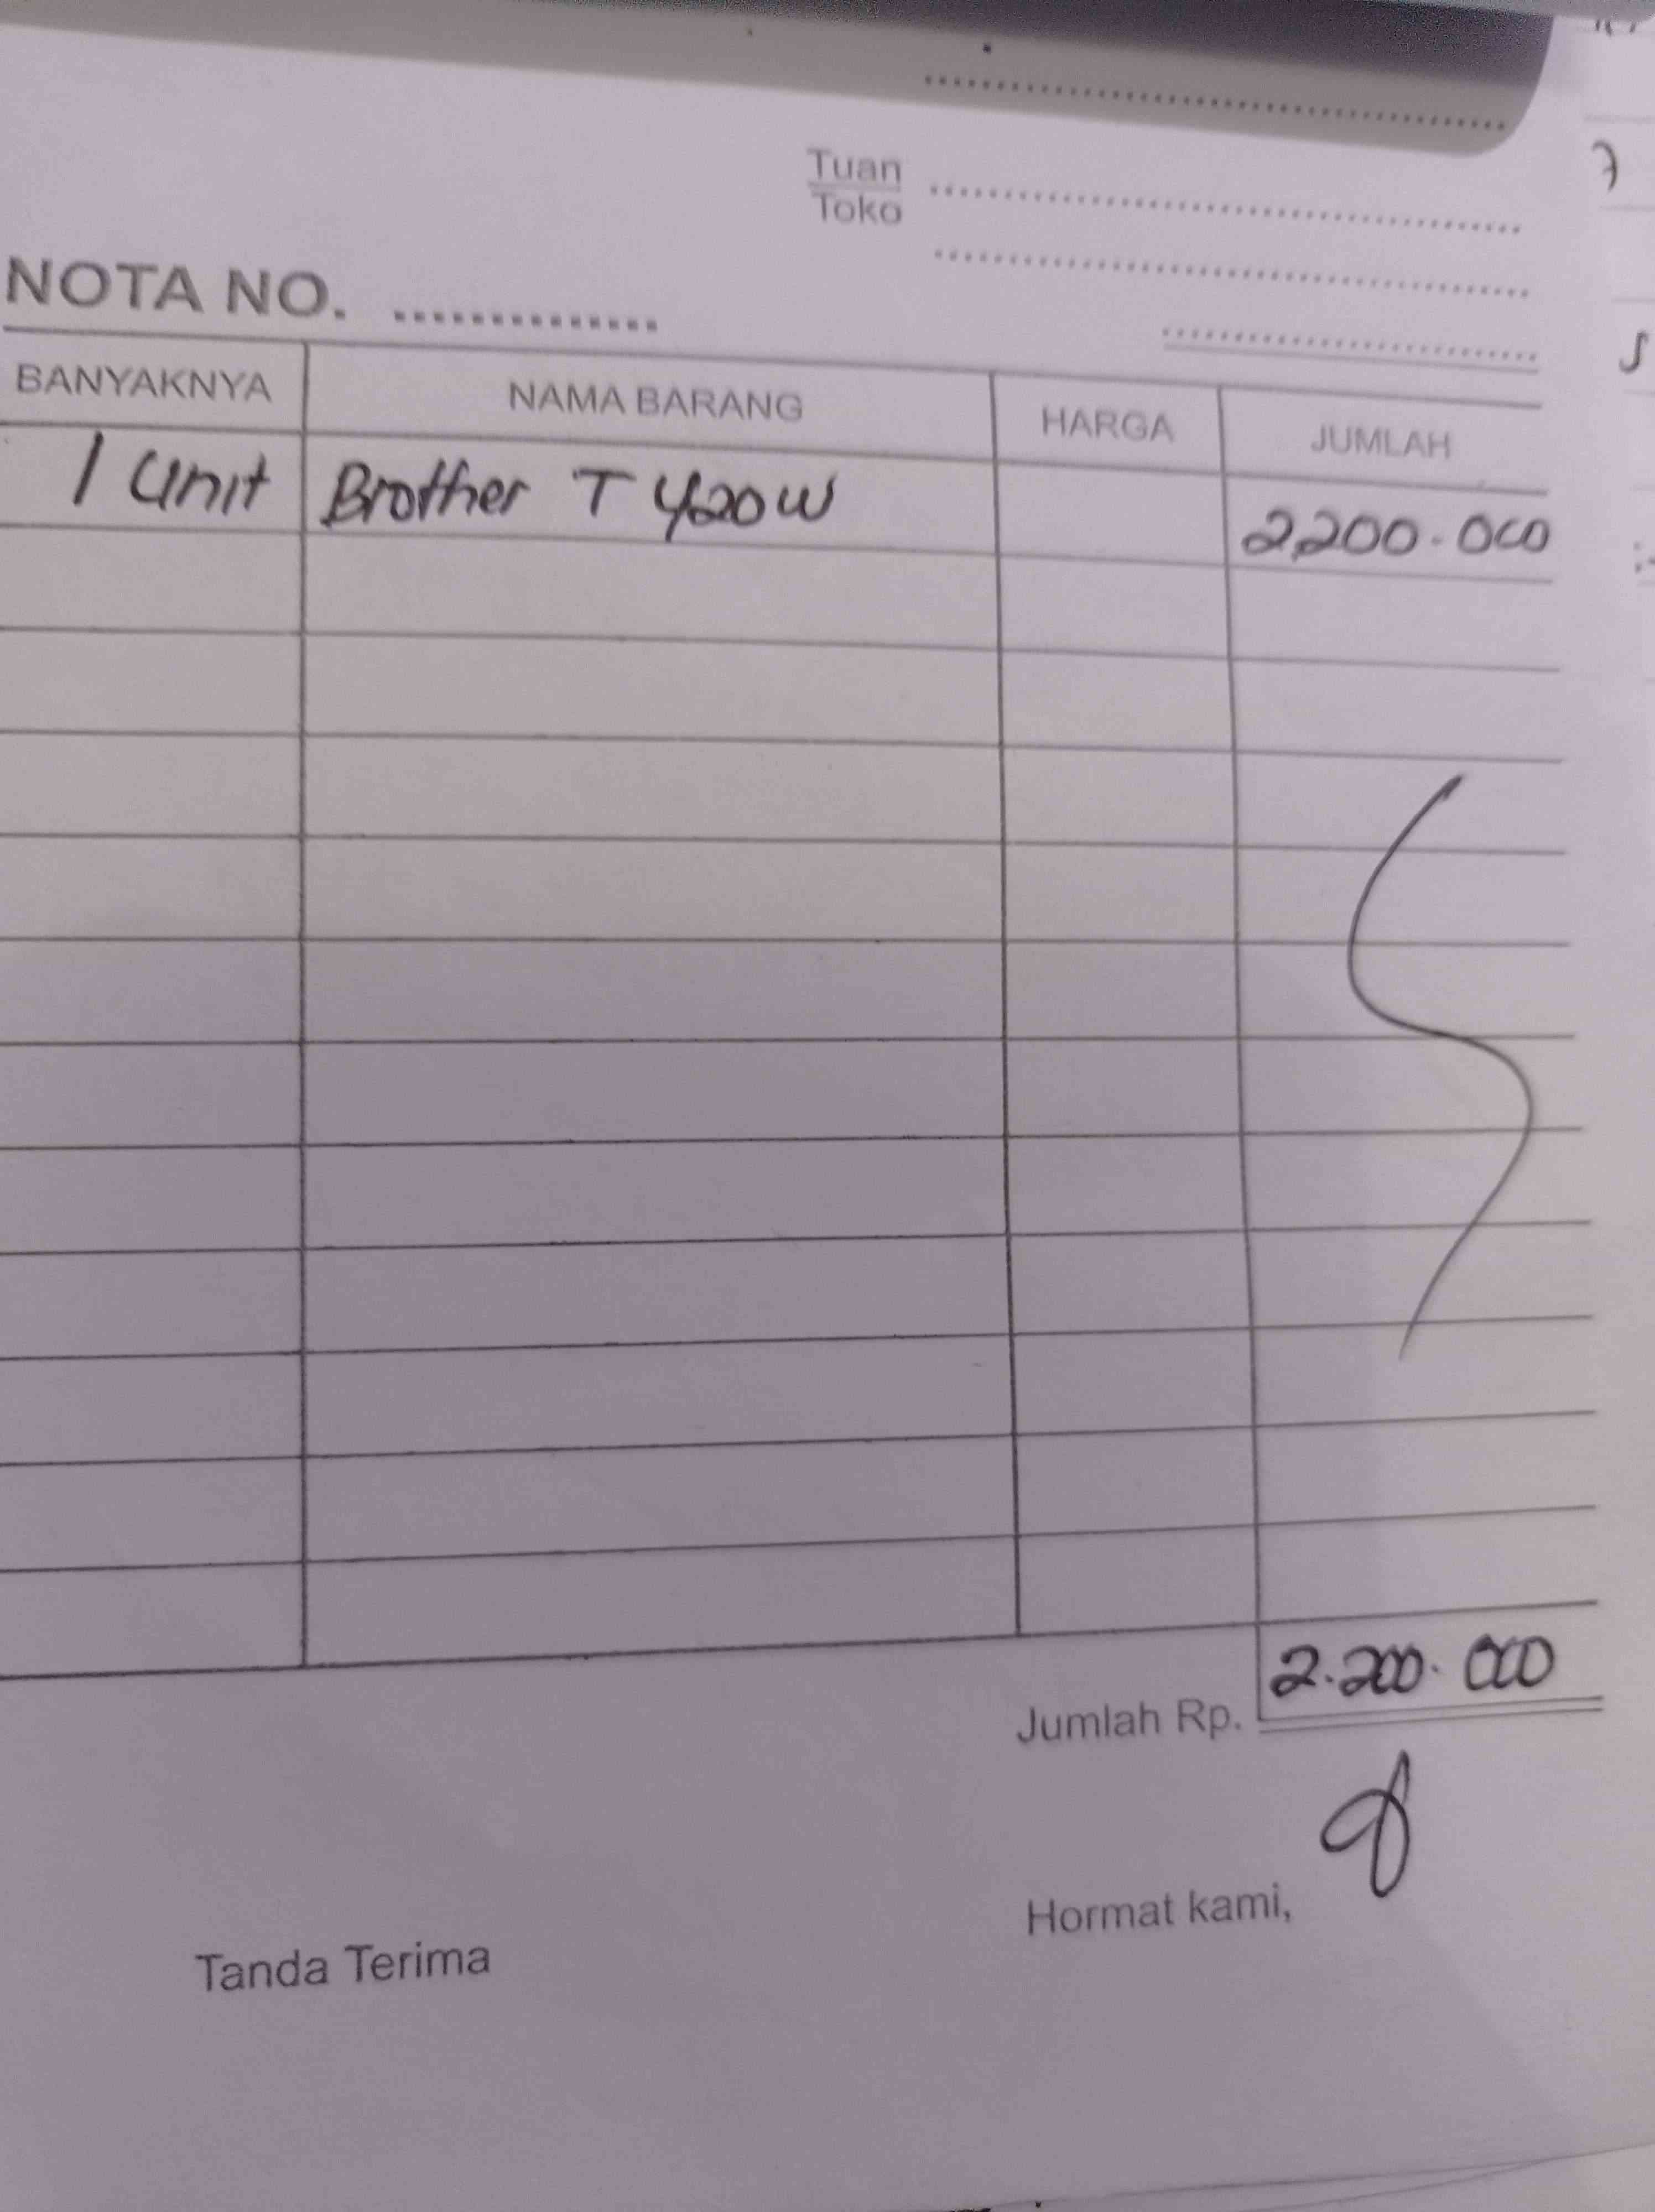 Tuan
Toko
NOTA NO. ...............
BANYAKNYA NAMA BARANG HARGA JUMLAH
1 Unit Brother T 420W 2.200.000
Jumlah Rp. 2.200.000
Hormat kami,
Tanda Terima